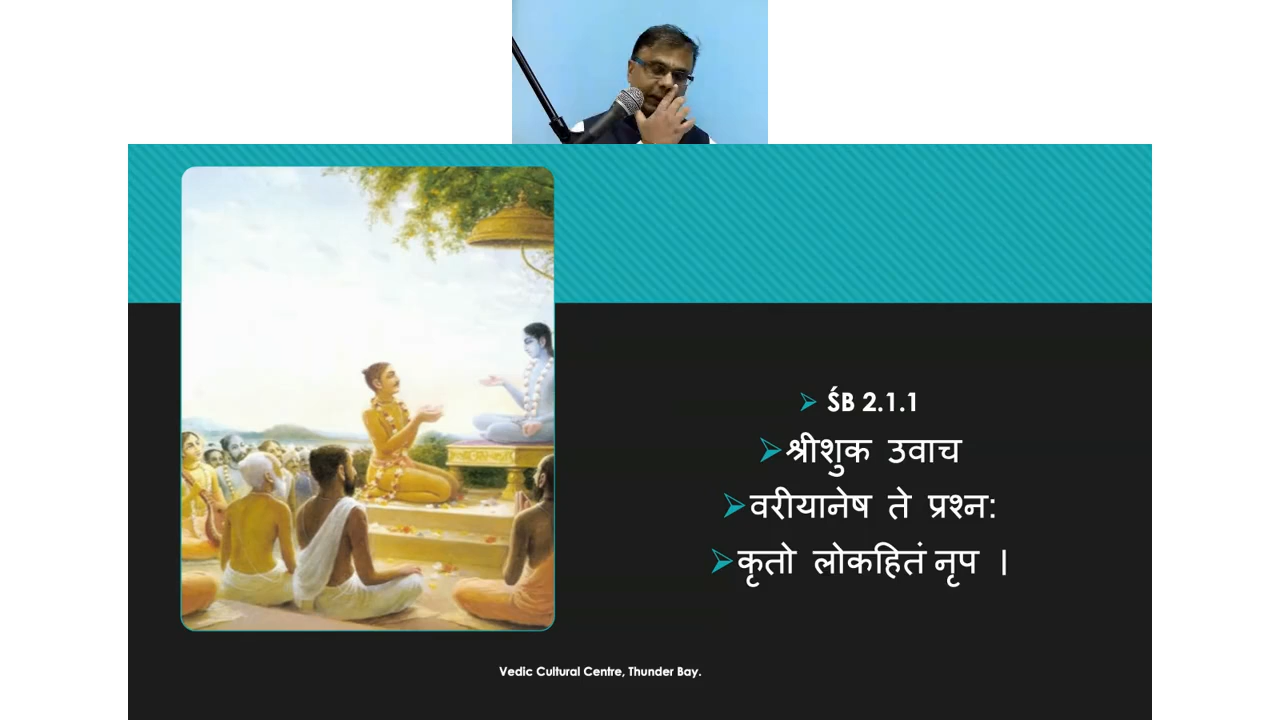 ŚB 2.1.1
श्रीशुक उवाच
वरीयानेष ते प्रश्न:
कृतो लोकहितं नृप ।
Vedic Cultural Centre, Thunder Bay.